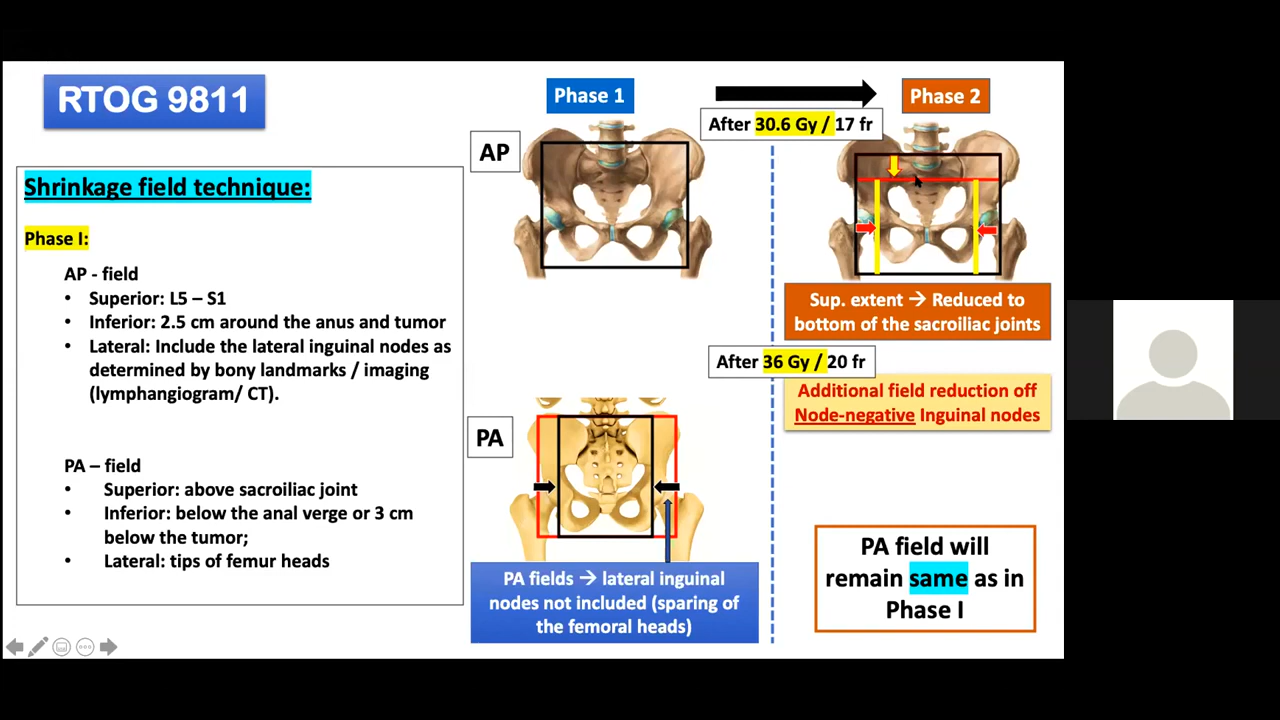 RTOG 9811
Shrinkage field technique:
Phase I:
AP - field
• Superior: L5 – S1
• Inferior: 2.5 cm around the anus and tumor
• Lateral: Include the lateral inguinal nodes as
determined by bony landmarks / imaging
(lymphangiogram/ CT).
PA – field
• Superior: above sacroiliac joint
• Inferior: below the anal verge or 3 cm
below the tumor;
• Lateral: tips of femur heads
Phase 1
Phase 2
After 30.6 Gy / 17 fr
AP
Sup. extent → Reduced to
bottom of the sacroiliac joints
After 36 Gy / 20 fr
Additional field reduction off
Node-negative Inguinal nodes
PA
PA fields → lateral inguinal
nodes not included (sparing of
the femoral heads)
PA field will
remain same as in
Phase I